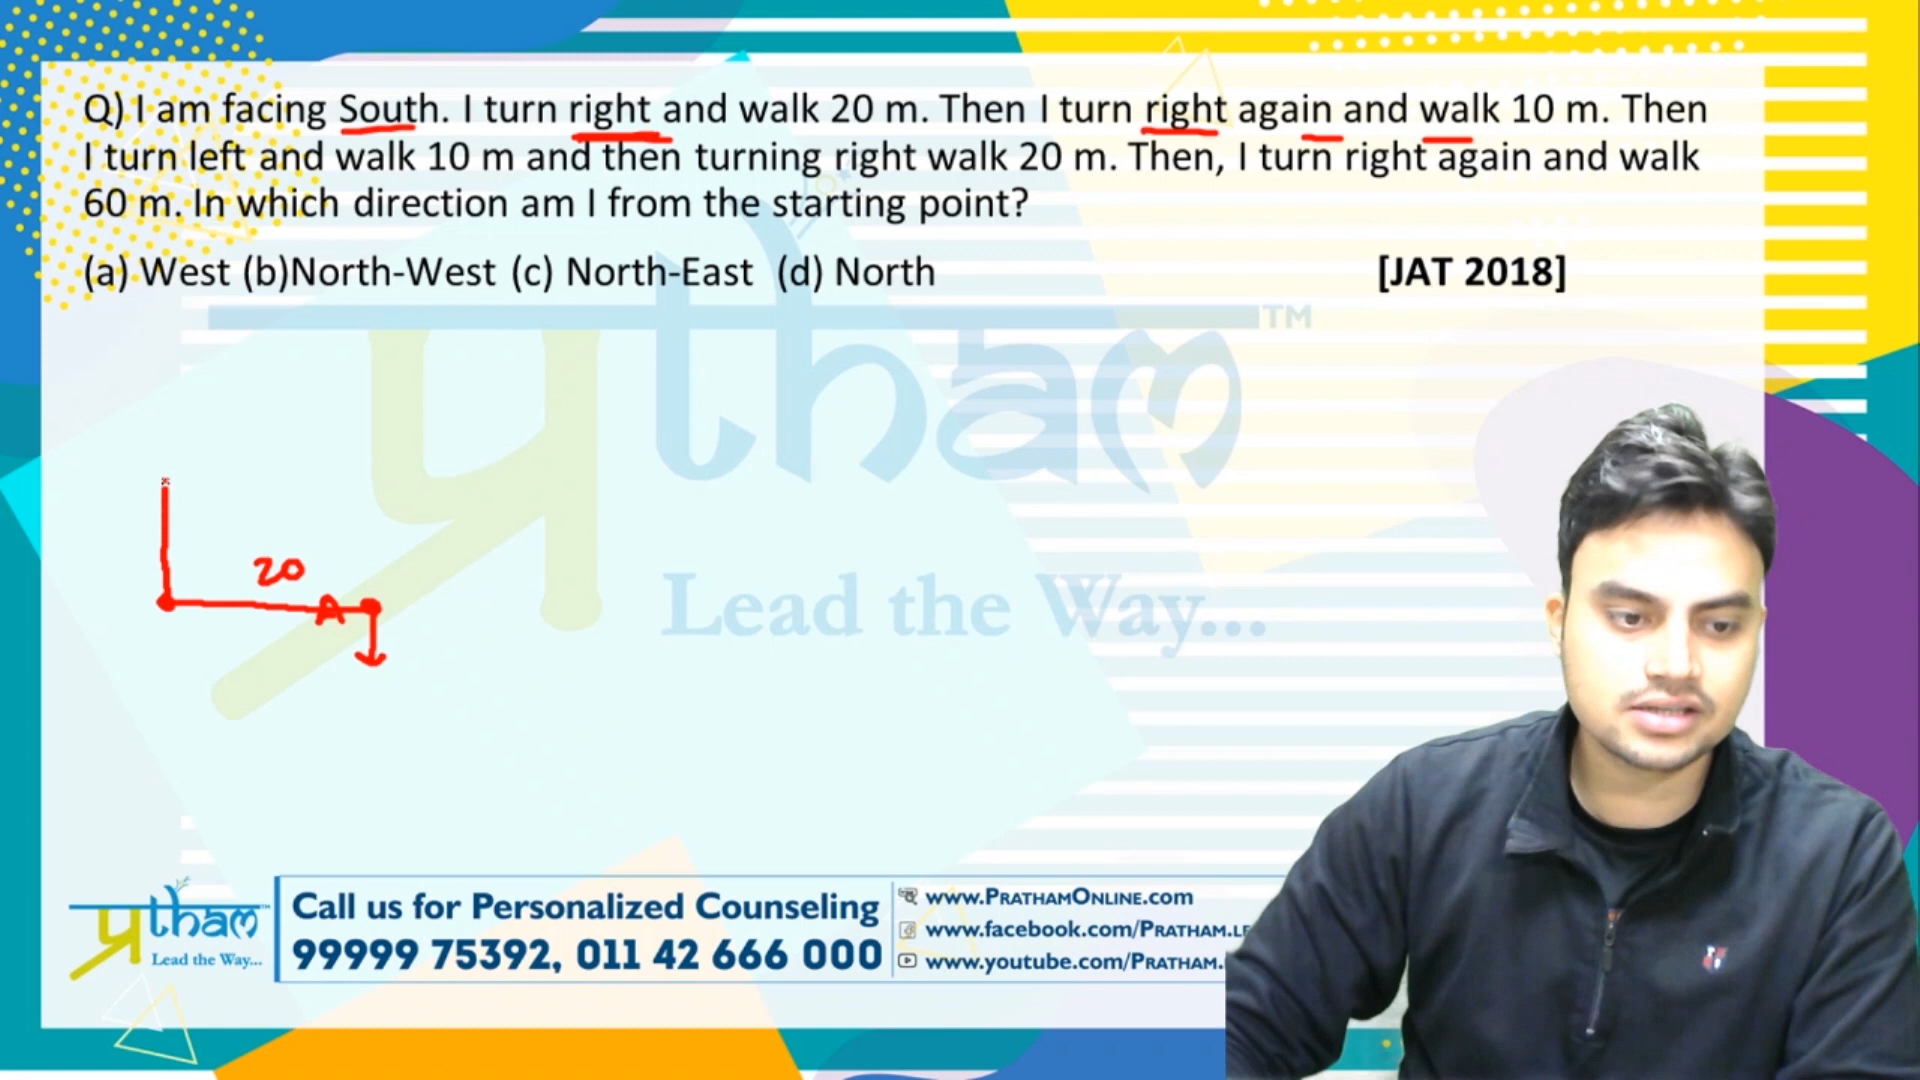 Q) I am facing South. I turn right and walk 20 m. Then I turn right again and walk 10 m. Then
I turn left and walk 10 m and then turning right walk 20 m. Then, I turn right again and walk
60 m. In which direction am I from the starting point?
(a) West (b)North-West (c) North-East (d) North [JAT 2018]
प्रtham TM
Lead the Way...
20
A
प्रtham
Lead the Way...
Call us for Personalized Counseling
99999 75392, 011 42 666 000
www.PRATHAMONLINE.com
www.facebook.com/PRATHAM.LE
www.youtube.com/PRATHAM.